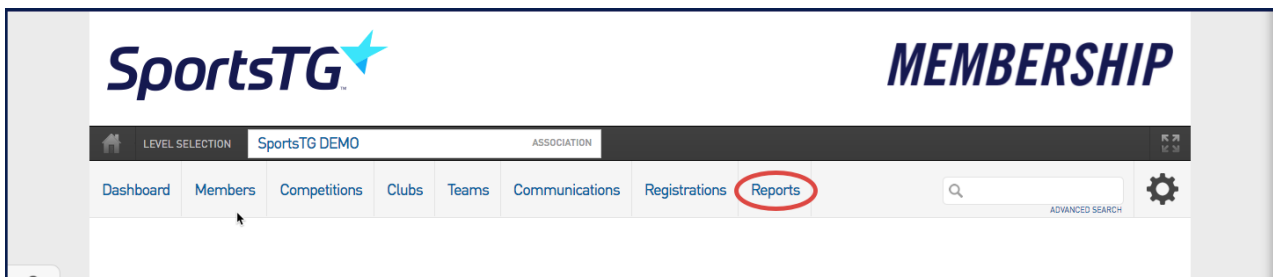 SportsTG
MEMBERSHIP
LEVEL SELECTION SportsTG DEMO ASSOCIATION
Dashboard Members Competitions Clubs Teams Communications Registrations Reports
ADVANCED SEARCH